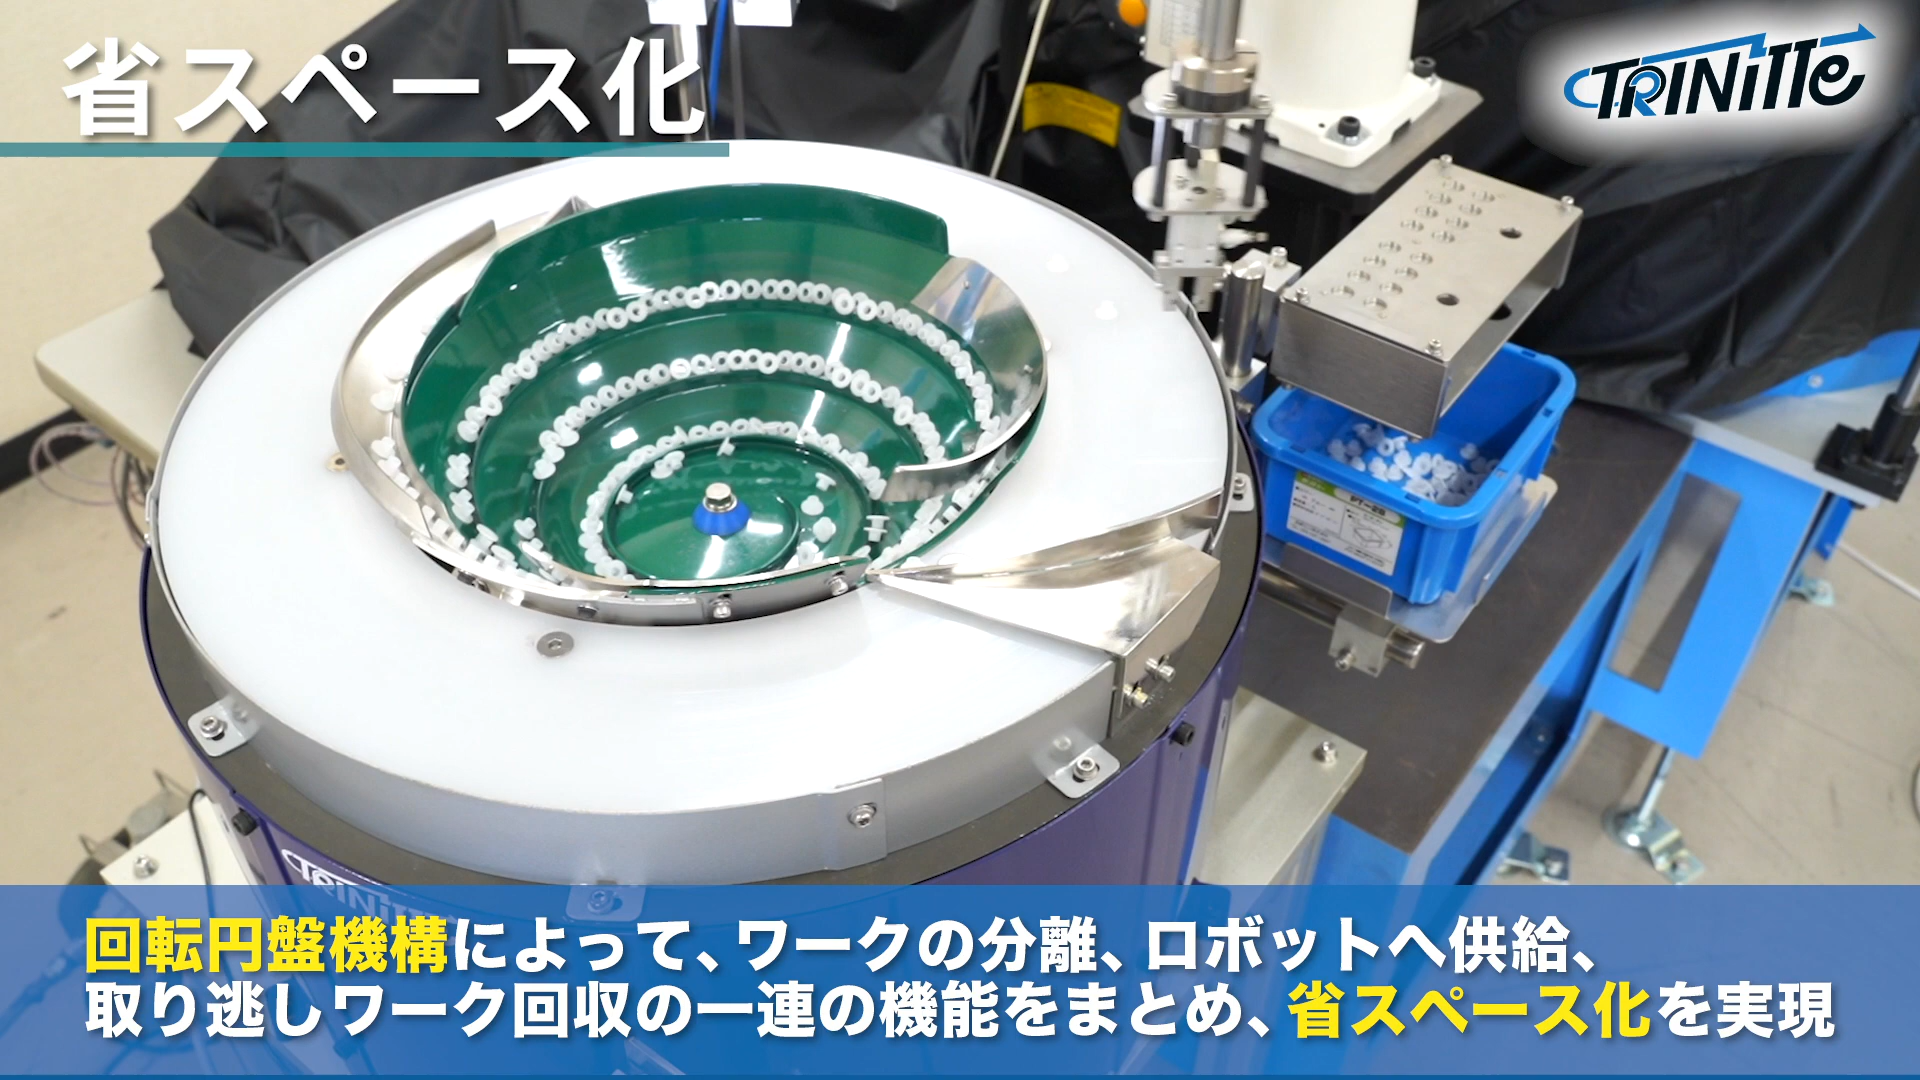 省スペース化
TRiNiTTe
回転円盤機構によって、ワークの分離、ロボットへ供給、
取り逃しワーク回収の一連の機能をまとめ、省スペース化を実現
PT-20